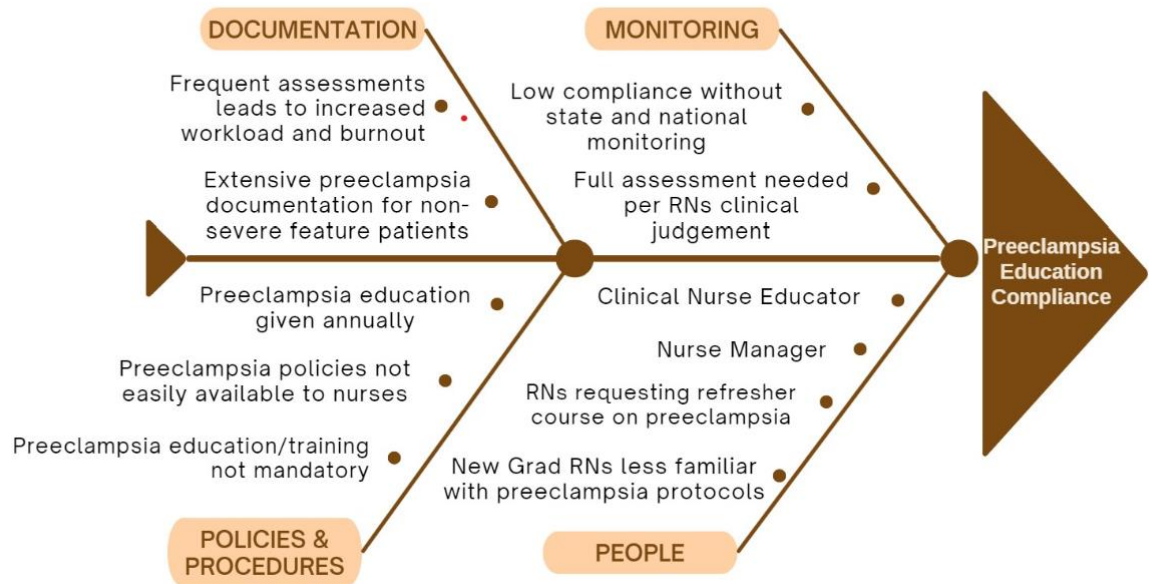 DOCUMENTATION
Frequent assessments
leads to increased
workload and burnout
Extensive preeclampsia
documentation for non-
severe feature patients
MONITORING
Low compliance without
state and national
monitoring
Full assessment needed
per RNs clinical
judgement
Preeclampsia
Education
Compliance
Preeclampsia education
given annually
Preeclampsia policies not
easily available to nurses
Preeclampsia education/training
not mandatory
POLICIES &
PROCEDURES
Clinical Nurse Educator
Nurse Manager
RNs requesting refresher
course on preeclampsia
New Grad RNs less familiar
with preeclampsia protocols
PEOPLE